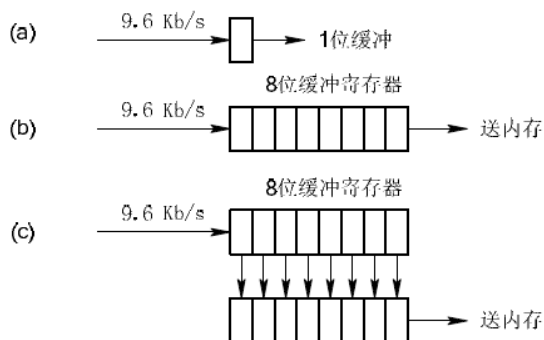 (a) 9.6 Kb/s 1位缓冲
8位缓冲寄存器
(b) 9.6 Kb/s 送内存
8位缓冲寄存器
(c) 9.6 Kb/s
送内存